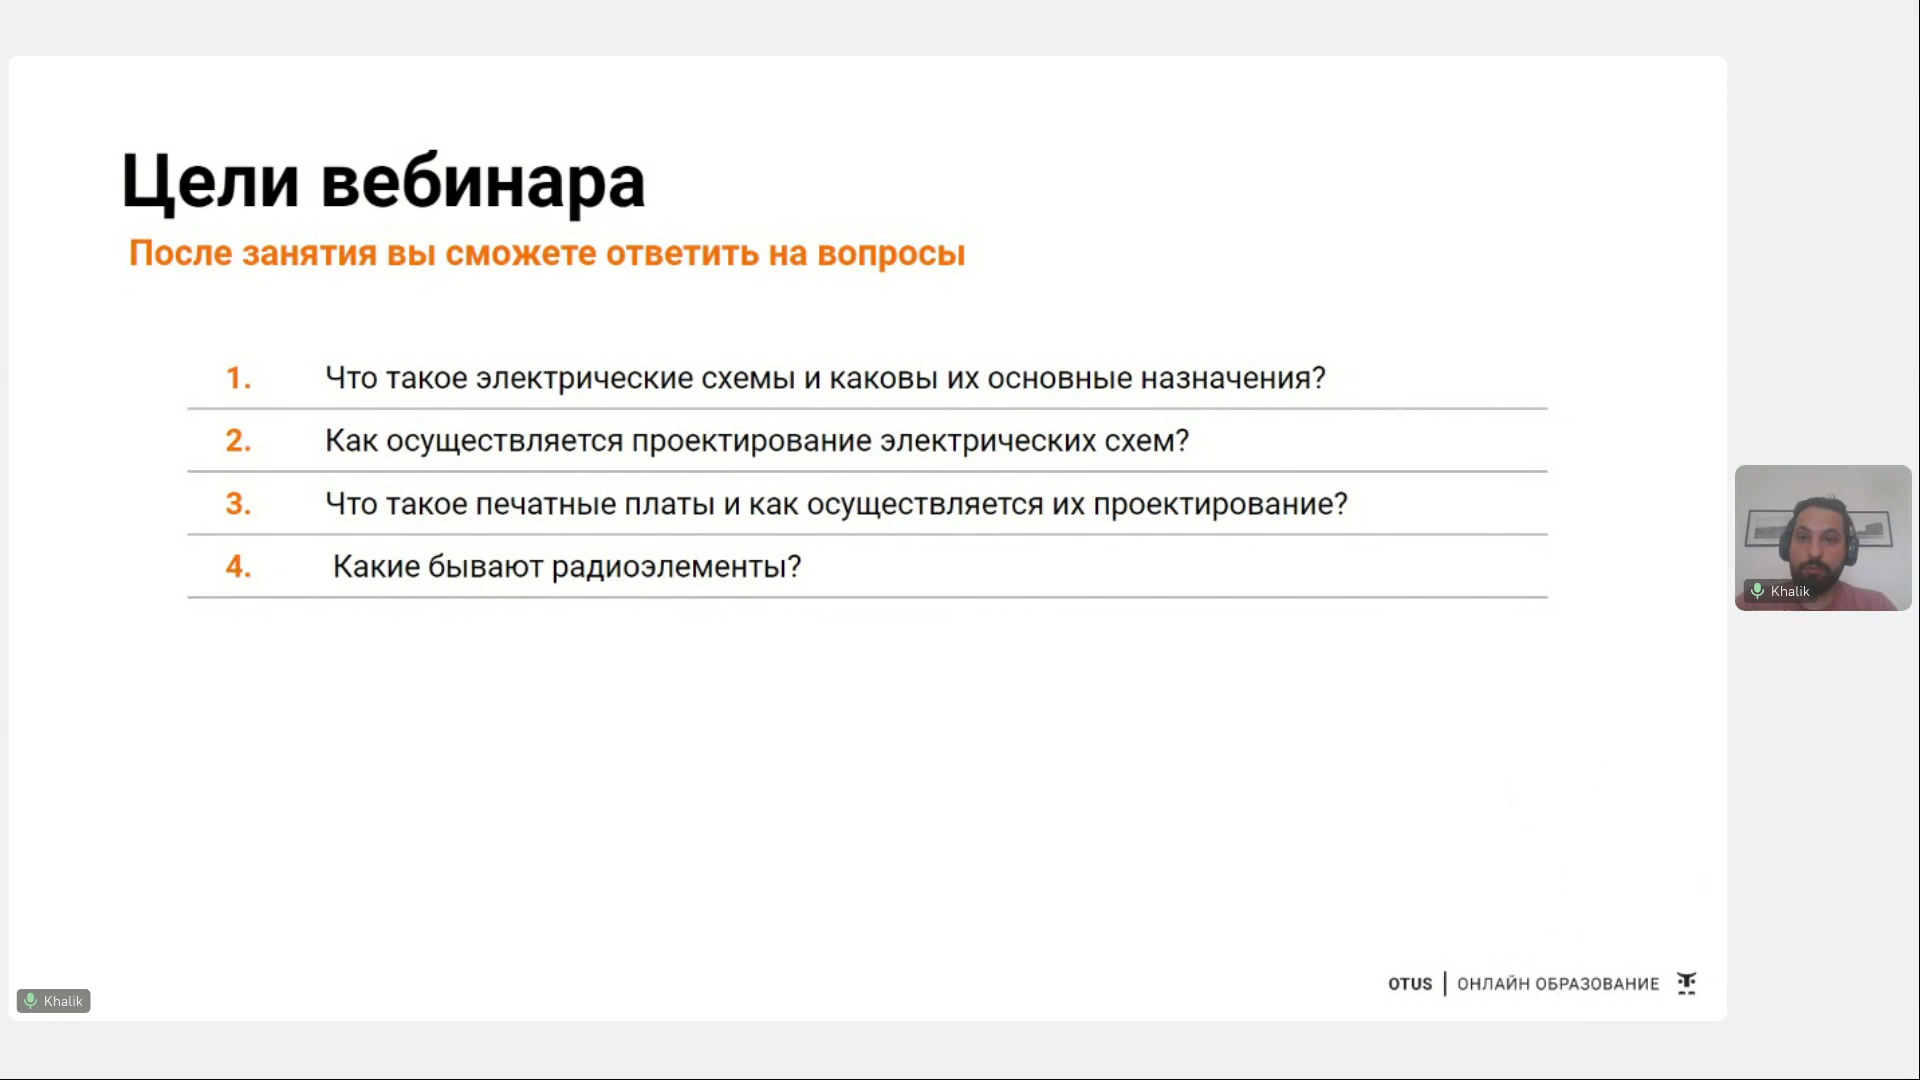 Цели вебинара
После занятия вы сможете ответить на вопросы
1. Что такое электрические схемы и каковы их основные назначения?
2. Как осуществляется проектирование электрических схем?
3. Что такое печатные платы и как осуществляется их проектирование?
4. Какие бывают радиоэлементы?
Khalik
OTUS | ОНЛАЙН ОБРАЗОВАНИЕ
Khalik